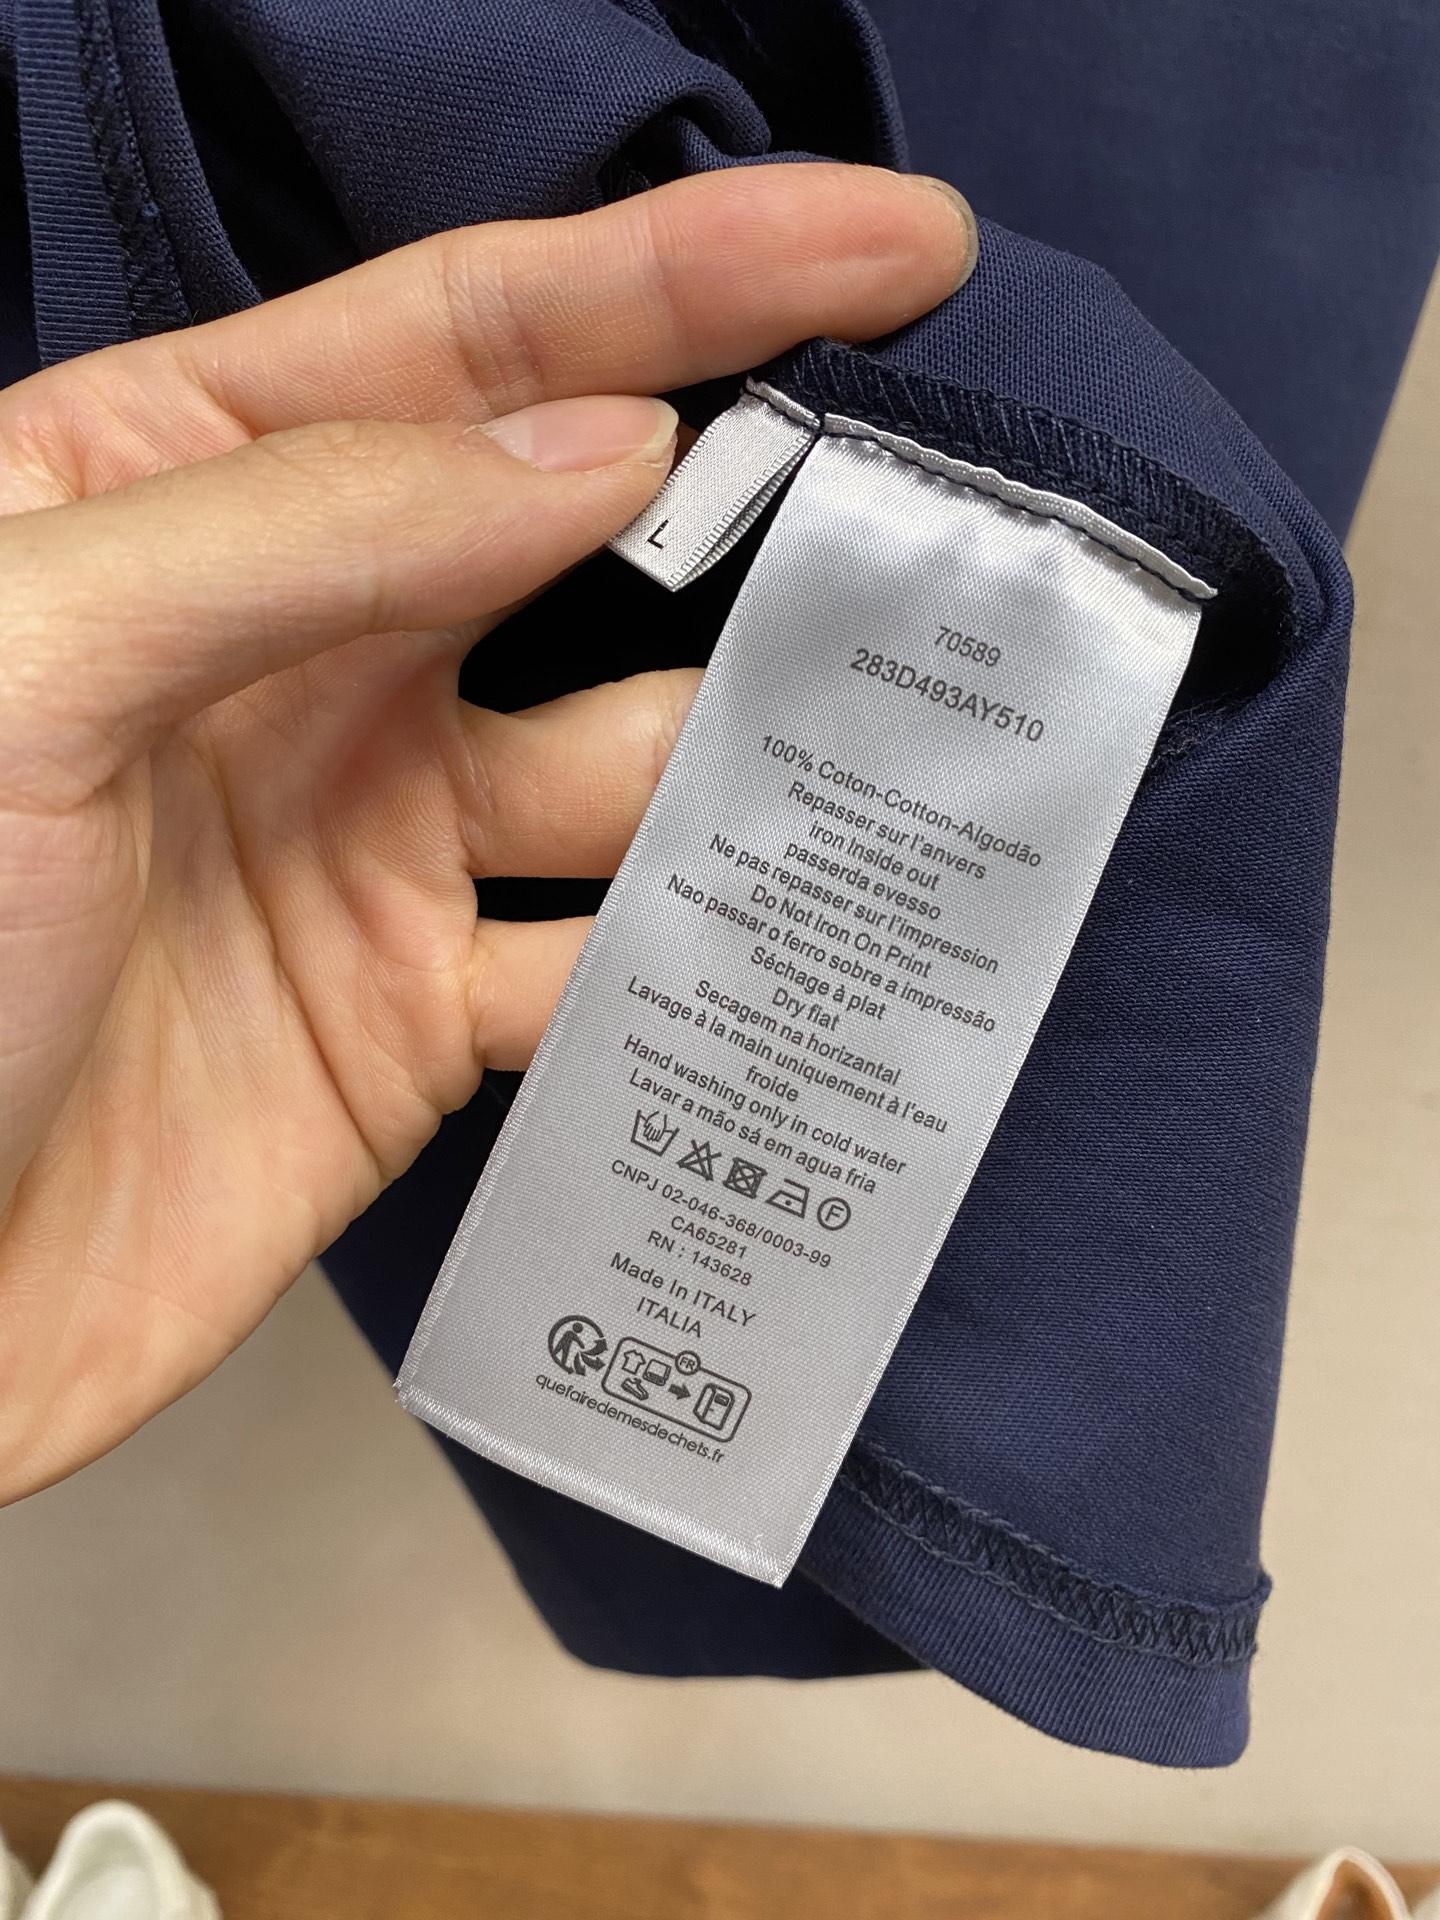 L
70589
283D493AY510
100% Coton-Cotton-Algodão
Repasser sur l'anvers
Iron Inside out
passerda evesso
Ne pas repasser sur l'impression
Do Not Iron On Print
Nao passar o ferro sobre a impressão
Séchage à plat
Dry fiat
Secagem na horizantal
Lavage à la main uniquement à l'eau
froide
Hand washing only in cold water
Lavar a mão sá em agua fria
F
CNPJ 02-046-368/0003-99
CA65281
RN : 143628
Made In ITALY
ITALIA
FR
quefairedemesdechets.fr